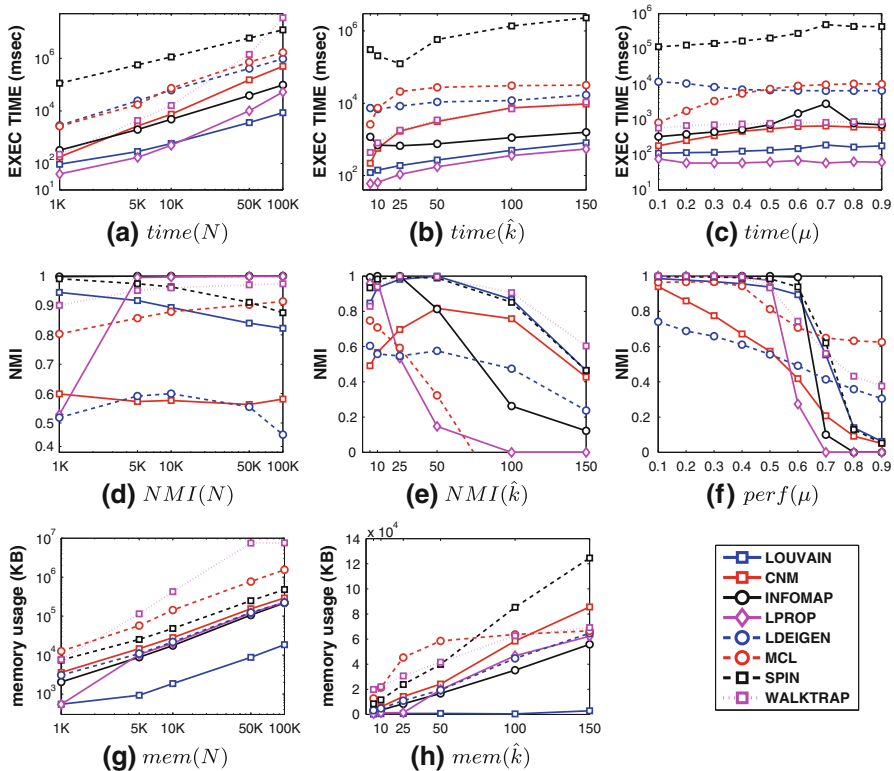 EXEC TIME (msec)
10^6
10^4
10^2
10^1
1K 5K 10K 50K 100K
(a) time(N)
EXEC TIME (msec)
10^6
10^4
10^2
10 25 50 100 150
(b) time(k̂)
EXEC TIME (msec)
10^6
10^5
10^4
10^3
10^2
10^1
0.1 0.2 0.3 0.4 0.5 0.6 0.7 0.8 0.9
(c) time(μ)
NMI
1
0.9
0.8
0.7
0.6
0.5
0.4
1K 5K 10K 50K 100K
(d) NMI(N)
NMI
1
0.8
0.6
0.4
0.2
0
10 25 50 100 150
(e) NMI(k̂)
NMI
1
0.8
0.6
0.4
0.2
0
0.1 0.2 0.3 0.4 0.5 0.6 0.7 0.8 0.9
(f) perf(μ)
memory usage (KB)
10^7
10^6
10^5
10^4
10^3
1K 5K 10K 50K 100K
(g) mem(N)
memory usage (KB)
x 10^4
14
12
10
8
6
4
2
0
10 25 50 100 150
(h) mem(k̂)
LOUVAIN
CNM
INFOMAP
LPROP
LDEIGEN
MCL
SPIN
WALKTRAP